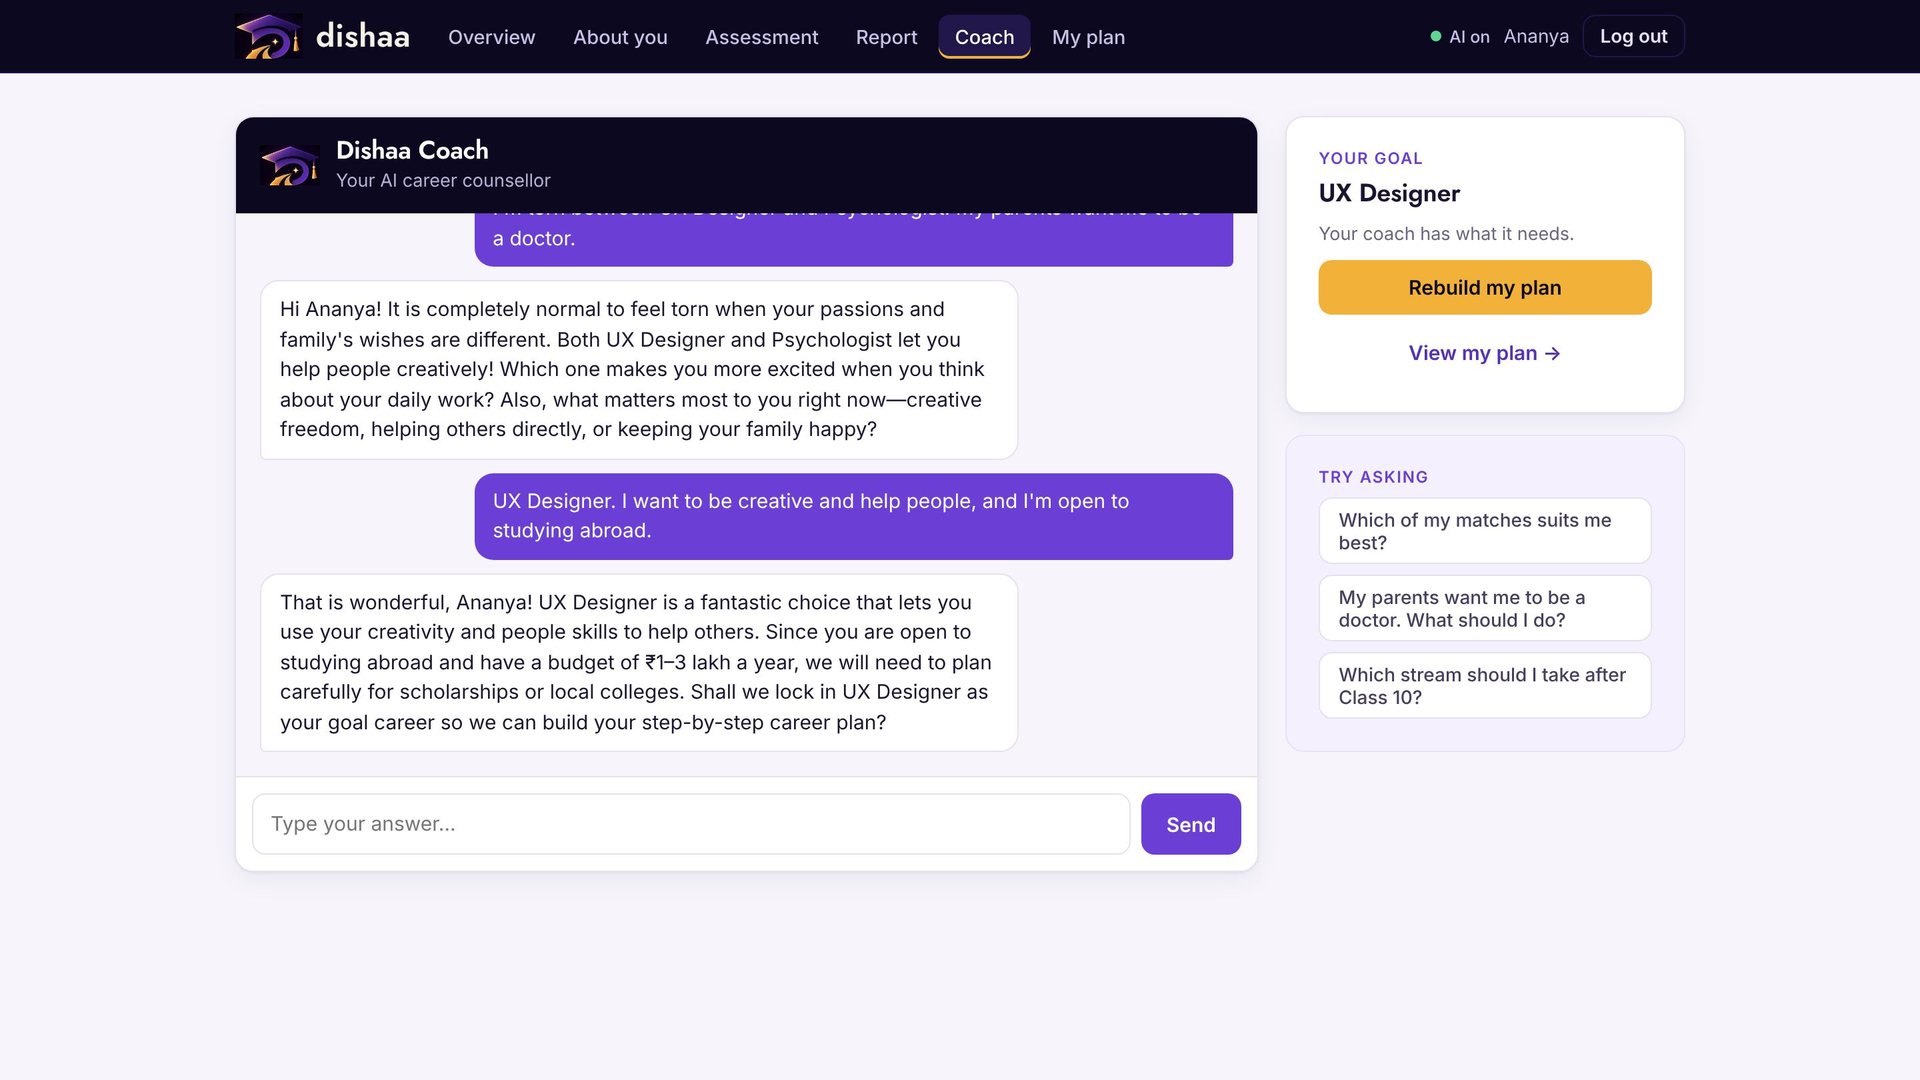 dishaa
Overview
About you
Assessment
Report
Coach
My plan
AI on
Ananya
Log out
Dishaa Coach
Your AI career counsellor
a doctor.
Hi Ananya! It is completely normal to feel torn when your passions and
family's wishes are different. Both UX Designer and Psychologist let you
help people creatively! Which one makes you more excited when you think
about your daily work? Also, what matters most to you right now—creative
freedom, helping others directly, or keeping your family happy?
UX Designer. I want to be creative and help people, and I'm open to
studying abroad.
That is wonderful, Ananya! UX Designer is a fantastic choice that lets you
use your creativity and people skills to help others. Since you are open to
studying abroad and have a budget of ₹1–3 lakh a year, we will need to plan
carefully for scholarships or local colleges. Shall we lock in UX Designer as
your goal career so we can build your step-by-step career plan?
Type your answer...
Send
YOUR GOAL
UX Designer
Your coach has what it needs.
Rebuild my plan
View my plan →
TRY ASKING
Which of my matches suits me
best?
My parents want me to be a
doctor. What should I do?
Which stream should I take after
Class 10?